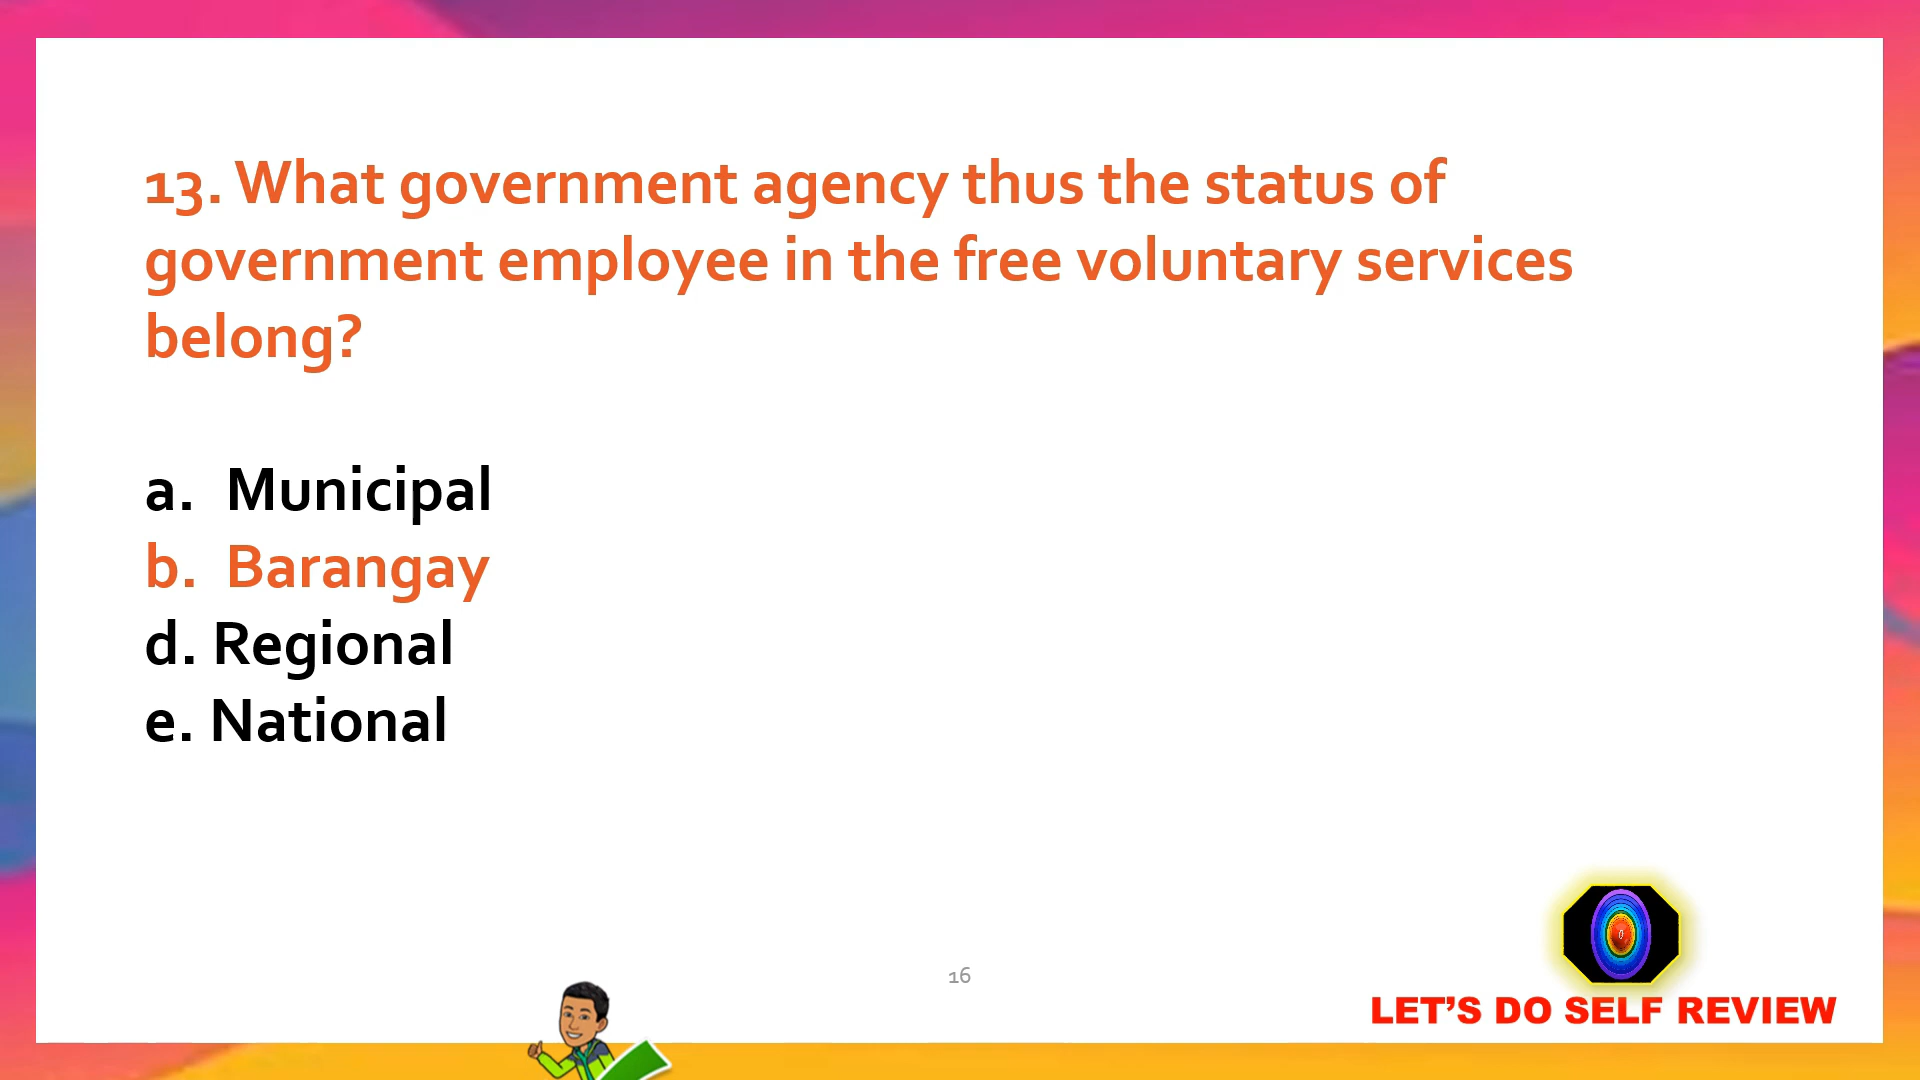 13. What government agency thus the status of
government employee in the free voluntary services
belong?
a. Municipal
b. Barangay
d. Regional
e. National
16
LET’S DO SELF REVIEW